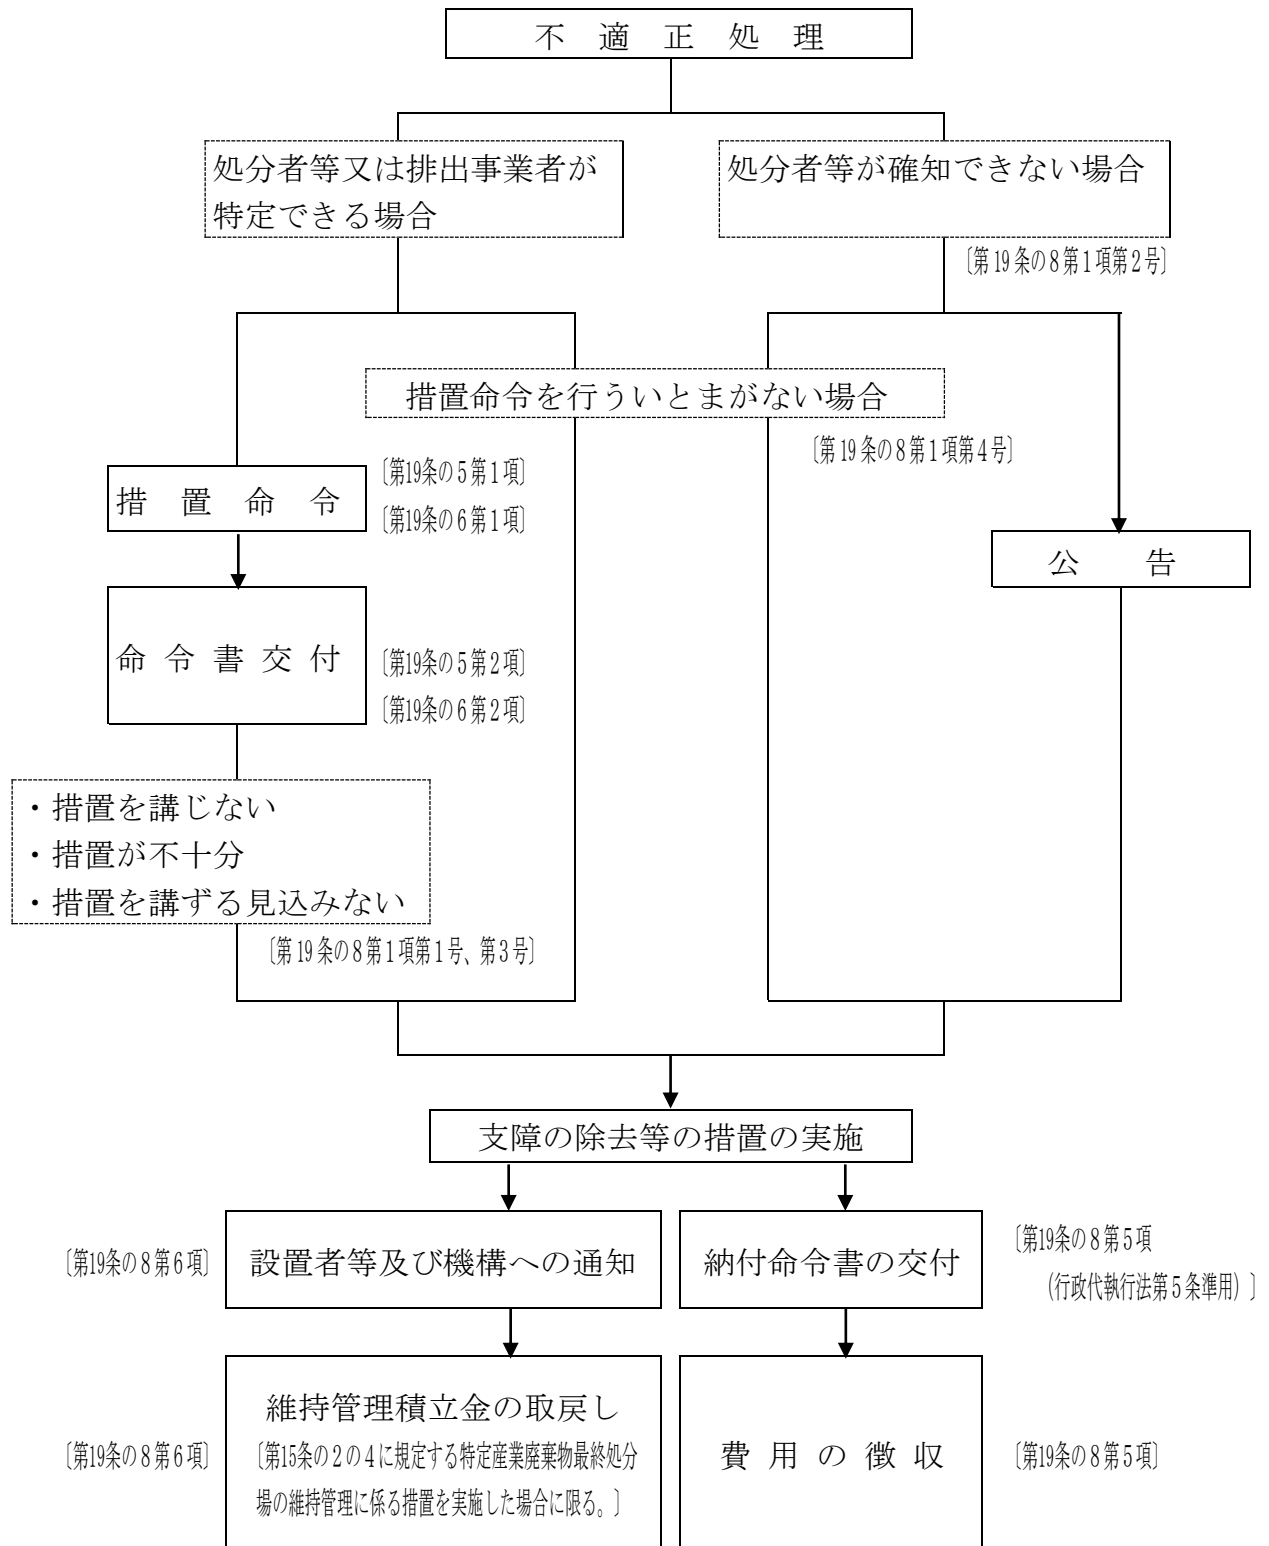 不適正処理
処分者等又は排出事業者が
特定できる場合
処分者等が確知できない場合
〔第19条の8第1項第2号〕
措置命令を行ういとまがない場合
〔第19条の8第1項第4号〕
措置命令
〔第19条の5第1項〕
〔第19条の6第1項〕
公告
命令書交付
〔第19条の5第2項〕
〔第19条の6第2項〕
・措置を講じない
・措置が不十分
・措置を講ずる見込みない
〔第19条の8第1項第1号、第3号〕
支障の除去等の措置の実施
〔第19条の8第6項〕
設置者等及び機構への通知
納付命令書の交付
〔第19条の8第5項
(行政代執行法第5条準用)〕
〔第19条の8第6項〕
維持管理積立金の取戻し
〔第15条の2の4に規定する特定産業廃棄物最終処分
場の維持管理に係る措置を実施した場合に限る。〕
費用の徴収
〔第19条の8第5項〕